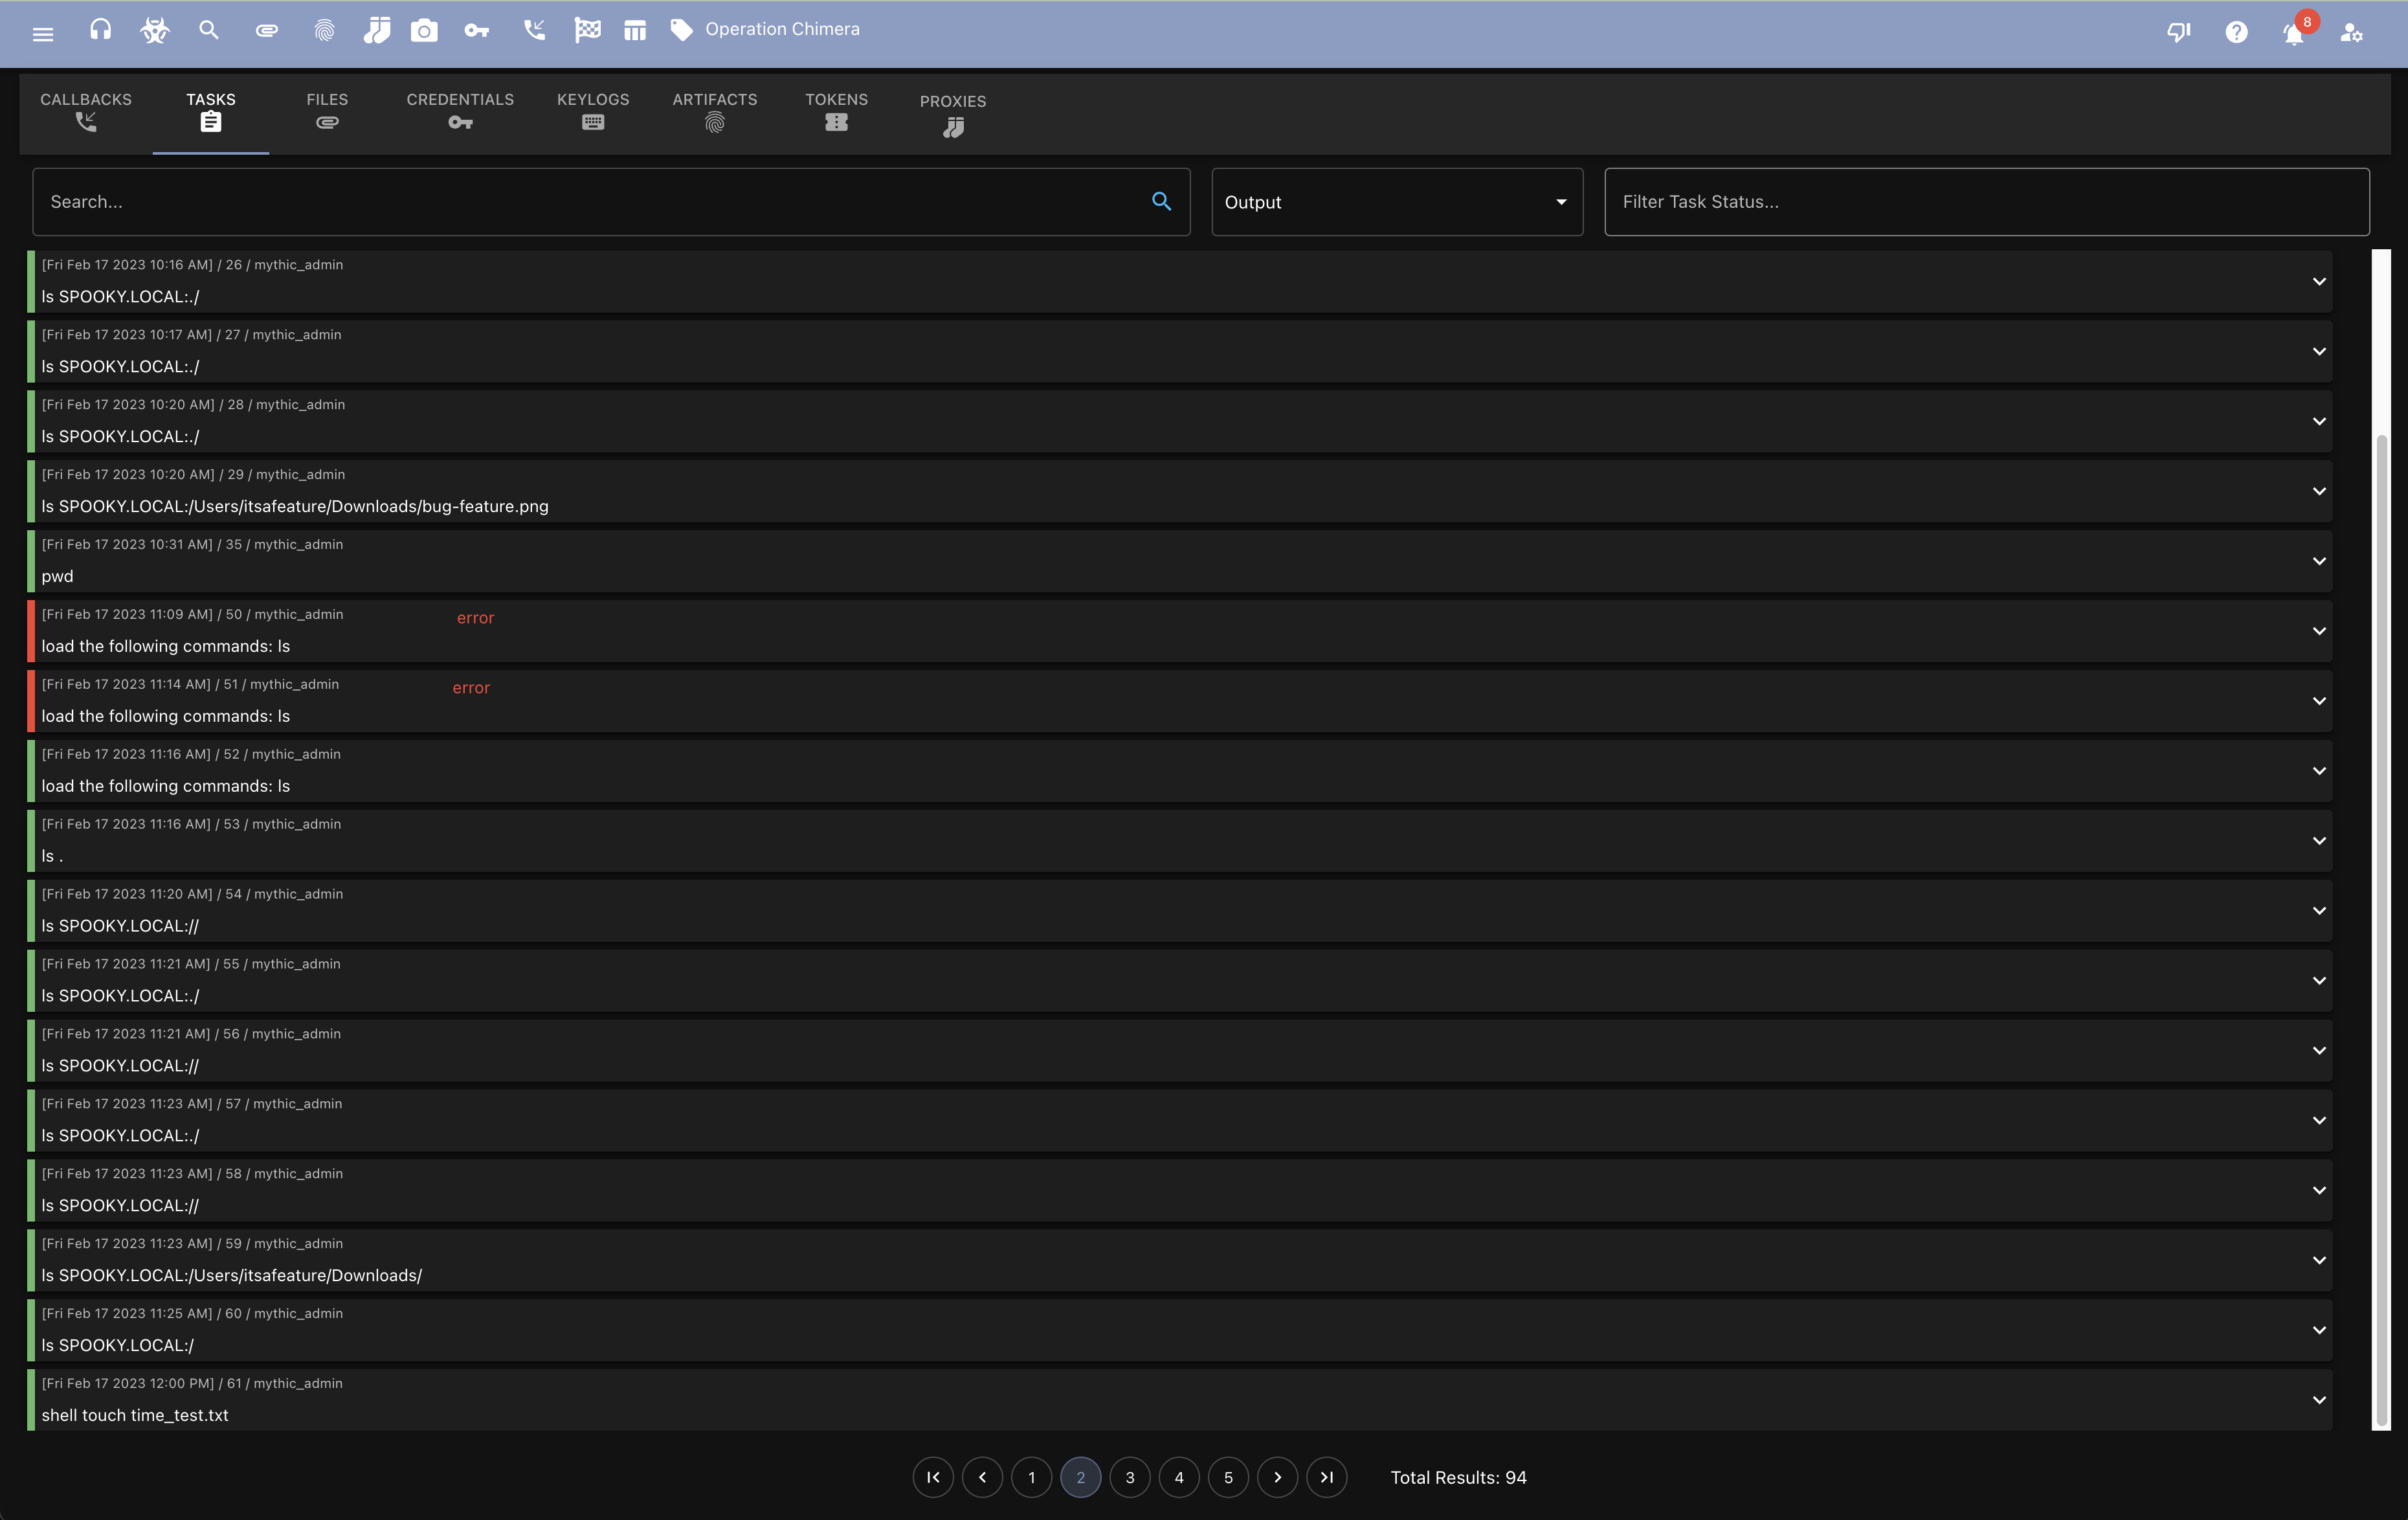 Operation Chimera
8
CALLBACKS
TASKS
FILES
CREDENTIALS
KEYLOGS
ARTIFACTS
TOKENS
PROXIES
Search...
Output
Filter Task Status...
[Fri Feb 17 2023 10:16 AM] / 26 / mythic_admin
ls SPOOKY.LOCAL:./
[Fri Feb 17 2023 10:17 AM] / 27 / mythic_admin
ls SPOOKY.LOCAL:./
[Fri Feb 17 2023 10:20 AM] / 28 / mythic_admin
ls SPOOKY.LOCAL:./
[Fri Feb 17 2023 10:20 AM] / 29 / mythic_admin
ls SPOOKY.LOCAL:/Users/itsafeature/Downloads/bug-feature.png
[Fri Feb 17 2023 10:31 AM] / 35 / mythic_admin
pwd
[Fri Feb 17 2023 11:09 AM] / 50 / mythic_admin error
load the following commands: ls
[Fri Feb 17 2023 11:14 AM] / 51 / mythic_admin error
load the following commands: ls
[Fri Feb 17 2023 11:16 AM] / 52 / mythic_admin
load the following commands: ls
[Fri Feb 17 2023 11:16 AM] / 53 / mythic_admin
ls .
[Fri Feb 17 2023 11:20 AM] / 54 / mythic_admin
ls SPOOKY.LOCAL://
[Fri Feb 17 2023 11:21 AM] / 55 / mythic_admin
ls SPOOKY.LOCAL:./
[Fri Feb 17 2023 11:21 AM] / 56 / mythic_admin
ls SPOOKY.LOCAL://
[Fri Feb 17 2023 11:23 AM] / 57 / mythic_admin
ls SPOOKY.LOCAL:./
[Fri Feb 17 2023 11:23 AM] / 58 / mythic_admin
ls SPOOKY.LOCAL://
[Fri Feb 17 2023 11:23 AM] / 59 / mythic_admin
ls SPOOKY.LOCAL:/Users/itsafeature/Downloads/
[Fri Feb 17 2023 11:25 AM] / 60 / mythic_admin
ls SPOOKY.LOCAL:/
[Fri Feb 17 2023 12:00 PM] / 61 / mythic_admin
shell touch time_test.txt
1 2 3 4 5 Total Results: 94